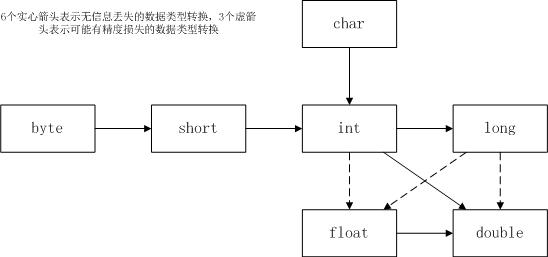 6个实心箭头表示无信息丢失的数据类型转换，3个虚箭
头表示可能有精度损失的数据类型转换
char
byte
short
int
long
float
double